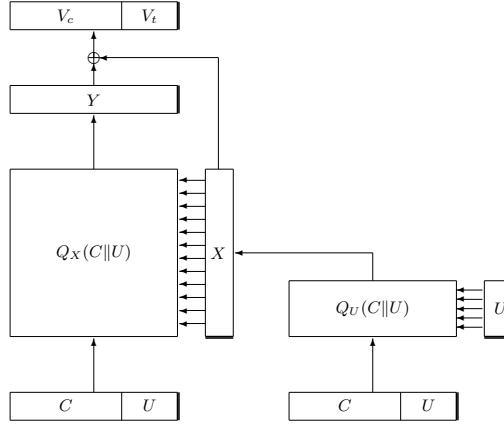 V_c V_t
⊕
Y
Q_X(C∥U) X
Q_U(C∥U) U
C U C U